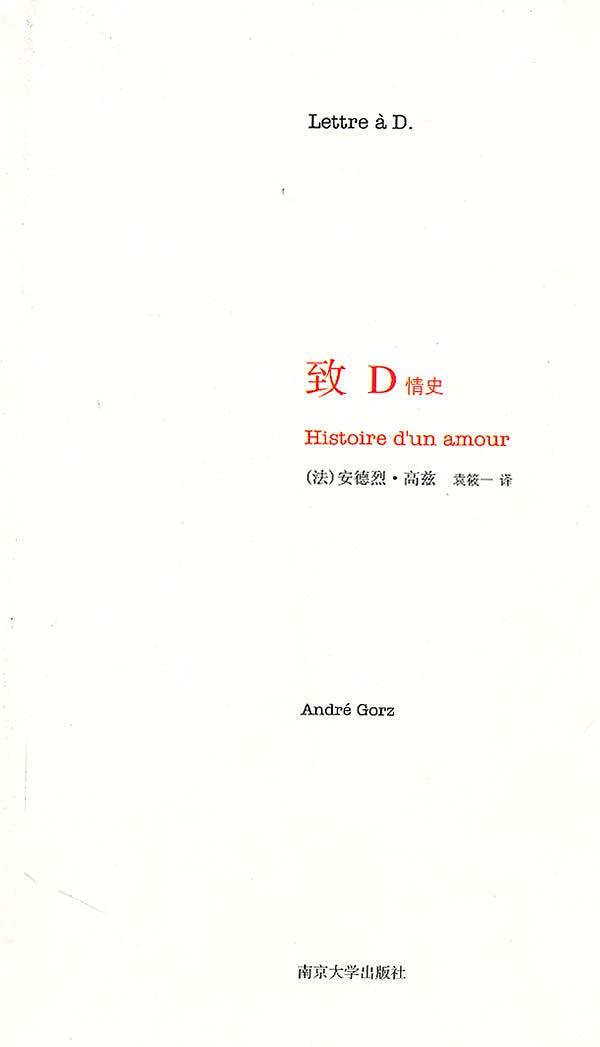 Lettre à D.
致 D 情史
Histoire d'un amour
(法)安德烈·高兹 袁筱一 译
André Gorz
南京大学出版社